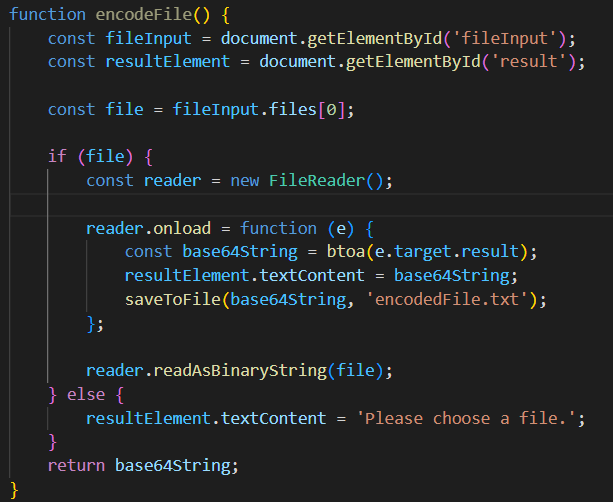 function encodeFile() {
    const fileInput = document.getElementById('fileInput');
    const resultElement = document.getElementById('result');

    const file = fileInput.files[0];

    if (file) {
        const reader = new FileReader();

        reader.onload = function (e) {
            const base64String = btoa(e.target.result);
            resultElement.textContent = base64String;
            saveToFile(base64String, 'encodedFile.txt');
        };

        reader.readAsBinaryString(file);
    } else {
        resultElement.textContent = 'Please choose a file.';
    }
    return base64String;
}